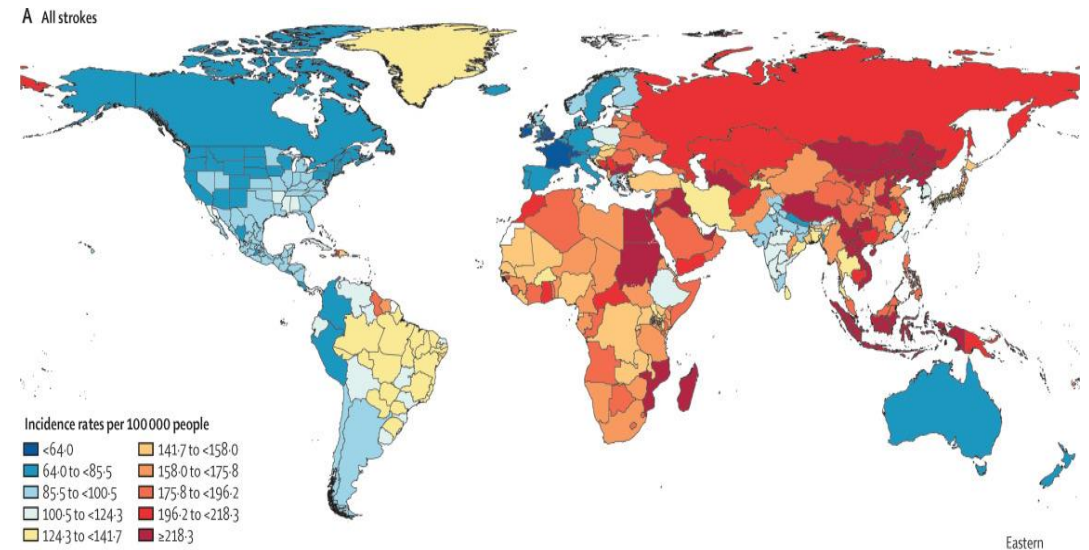 A All strokes
Incidence rates per 100 000 people
<64·0
64·0 to <85·5
85·5 to <100·5
100·5 to <124·3
124·3 to <141·7
141·7 to <158·0
158·0 to <175·8
175·8 to <196·2
196·2 to <218·3
≥218·3
Eastern